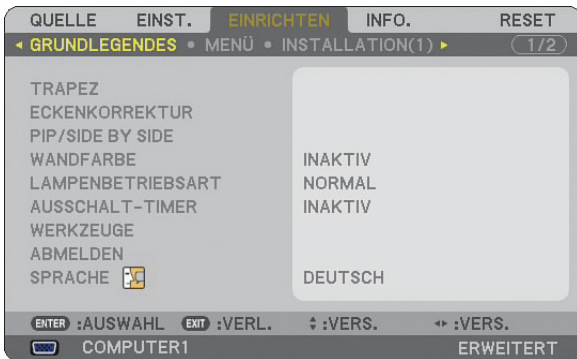 QUELLE EINST. EINRICHTEN INFO. RESET
GRUNDLEGENDES • MENÜ • INSTALLATION(1) 1/2
TRAPEZ
ECKENKORREKTUR
PIP/SIDE BY SIDE
WANDFARBE INAKTIV
LAMPENBETRIEBSART NORMAL
AUSSCHALT-TIMER INAKTIV
WERKZEUGE
ABMELDEN
SPRACHE DEUTSCH
ENTER :AUSWAHL EXIT :VERL. :VERS. :VERS.
COMPUTER1 ERWEITERT